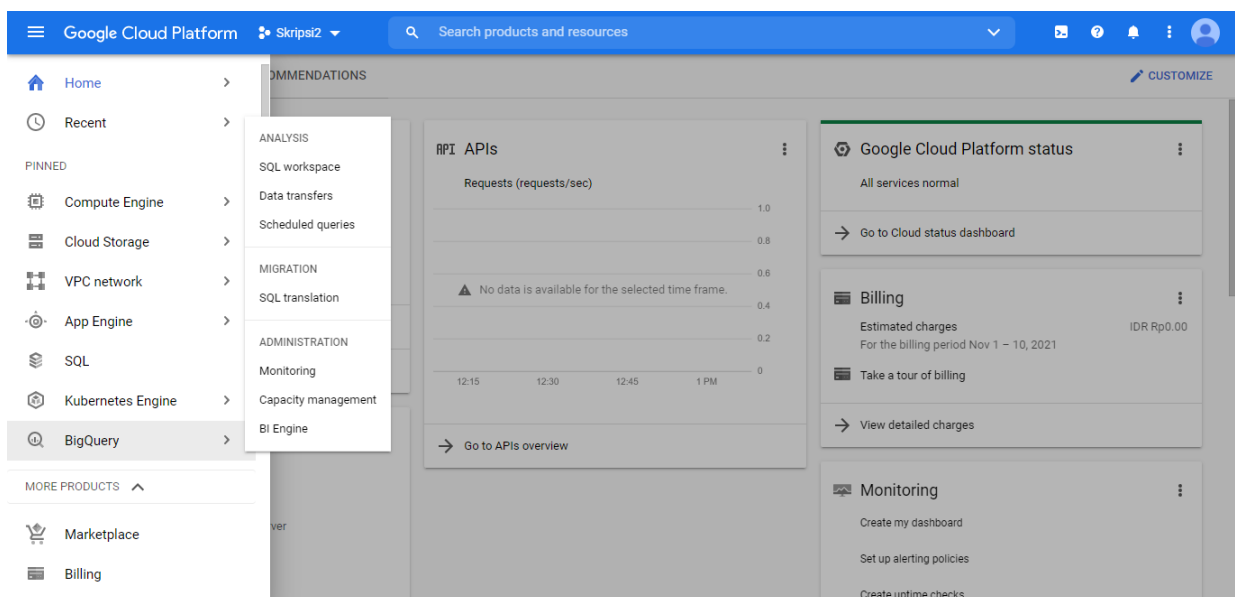 Google Cloud Platform
Skripsi2
Search products and resources
Home
Recent
PINNED
Compute Engine
Cloud Storage
VPC network
App Engine
SQL
Kubernetes Engine
BigQuery
MORE PRODUCTS
Marketplace
Billing
ANALYSIS
SQL workspace
Data transfers
Scheduled queries
MIGRATION
SQL translation
ADMINISTRATION
Monitoring
Capacity management
BI Engine
CUSTOMIZE
API APIs
Requests (requests/sec)
1.0
0.8
0.6
No data is available for the selected time frame.
0.4
0.2
0
12:15 12:30 12:45 1 PM
Go to APIs overview
Google Cloud Platform status
All services normal
Go to Cloud status dashboard
Billing
Estimated charges IDR Rp0.00
For the billing period Nov 1 – 10, 2021
Take a tour of billing
View detailed charges
Monitoring
Create my dashboard
Set up alerting policies
Create uptime checks